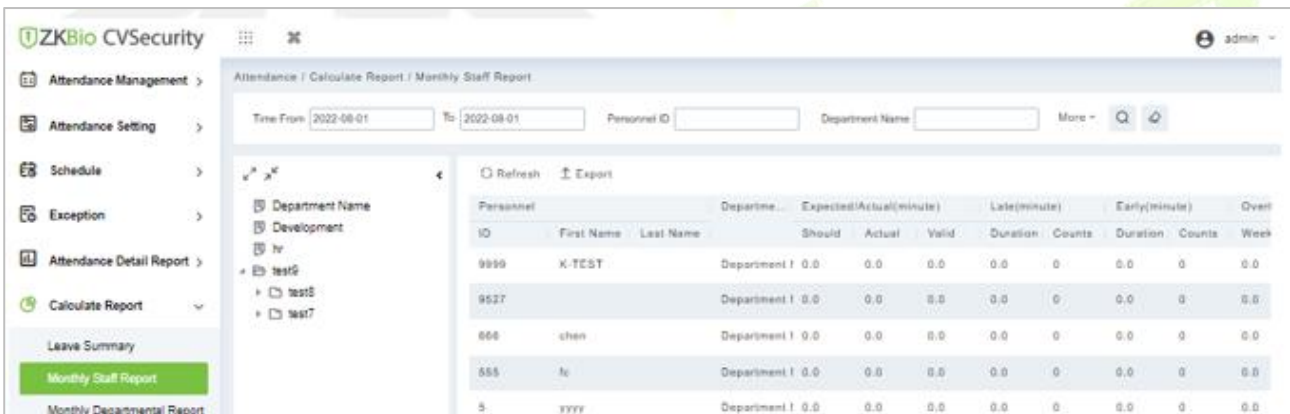 ZKBio CVSecurity
admin
Attendance Management
Attendance / Calculate Report / Monthly Staff Report
Attendance Setting
Time From 2022-08-01 To 2022-08-01 Personnel ID Department Name More
Schedule
Refresh Export
Exception
Department Name
Development
hr
test9
test8
test7
Attendance Detail Report
Calculate Report
Leave Summary
Monthly Staff Report
Monthly Departmental Report
Personnel Departme... Expected/Actual(minute) Late(minute) Early(minute) Overt
ID First Name Last Name Should Actual Valid Duration Counts Duration Counts Week
9999 X-TEST Department 0.0 0.0 0.0 0.0 0 0.0 0 0.0
9527 Department 0.0 0.0 0.0 0.0 0 0.0 0 0.0
666 chen Department 0.0 0.0 0.0 0.0 0 0.0 0 0.0
555 Department 0.0 0.0 0.0 0.0 0 0.0 0 0.0
5 yyyy Department 0.0 0.0 0.0 0.0 0 0.0 0 0.0